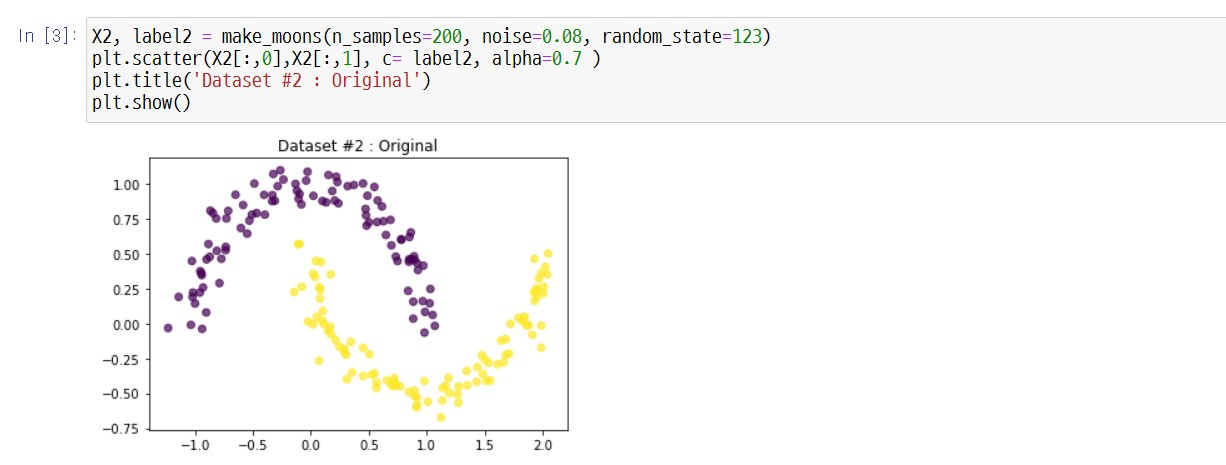 In [3]: X2, label2 = make_moons(n_samples=200, noise=0.08, random_state=123)
plt.scatter(X2[:,0],X2[:,1], c= label2, alpha=0.7 )
plt.title('Dataset #2 : Original')
plt.show()
Dataset #2 : Original
1.00
0.75
0.50
0.25
0.00
−0.25
−0.50
−0.75
−1.0 −0.5 0.0 0.5 1.0 1.5 2.0